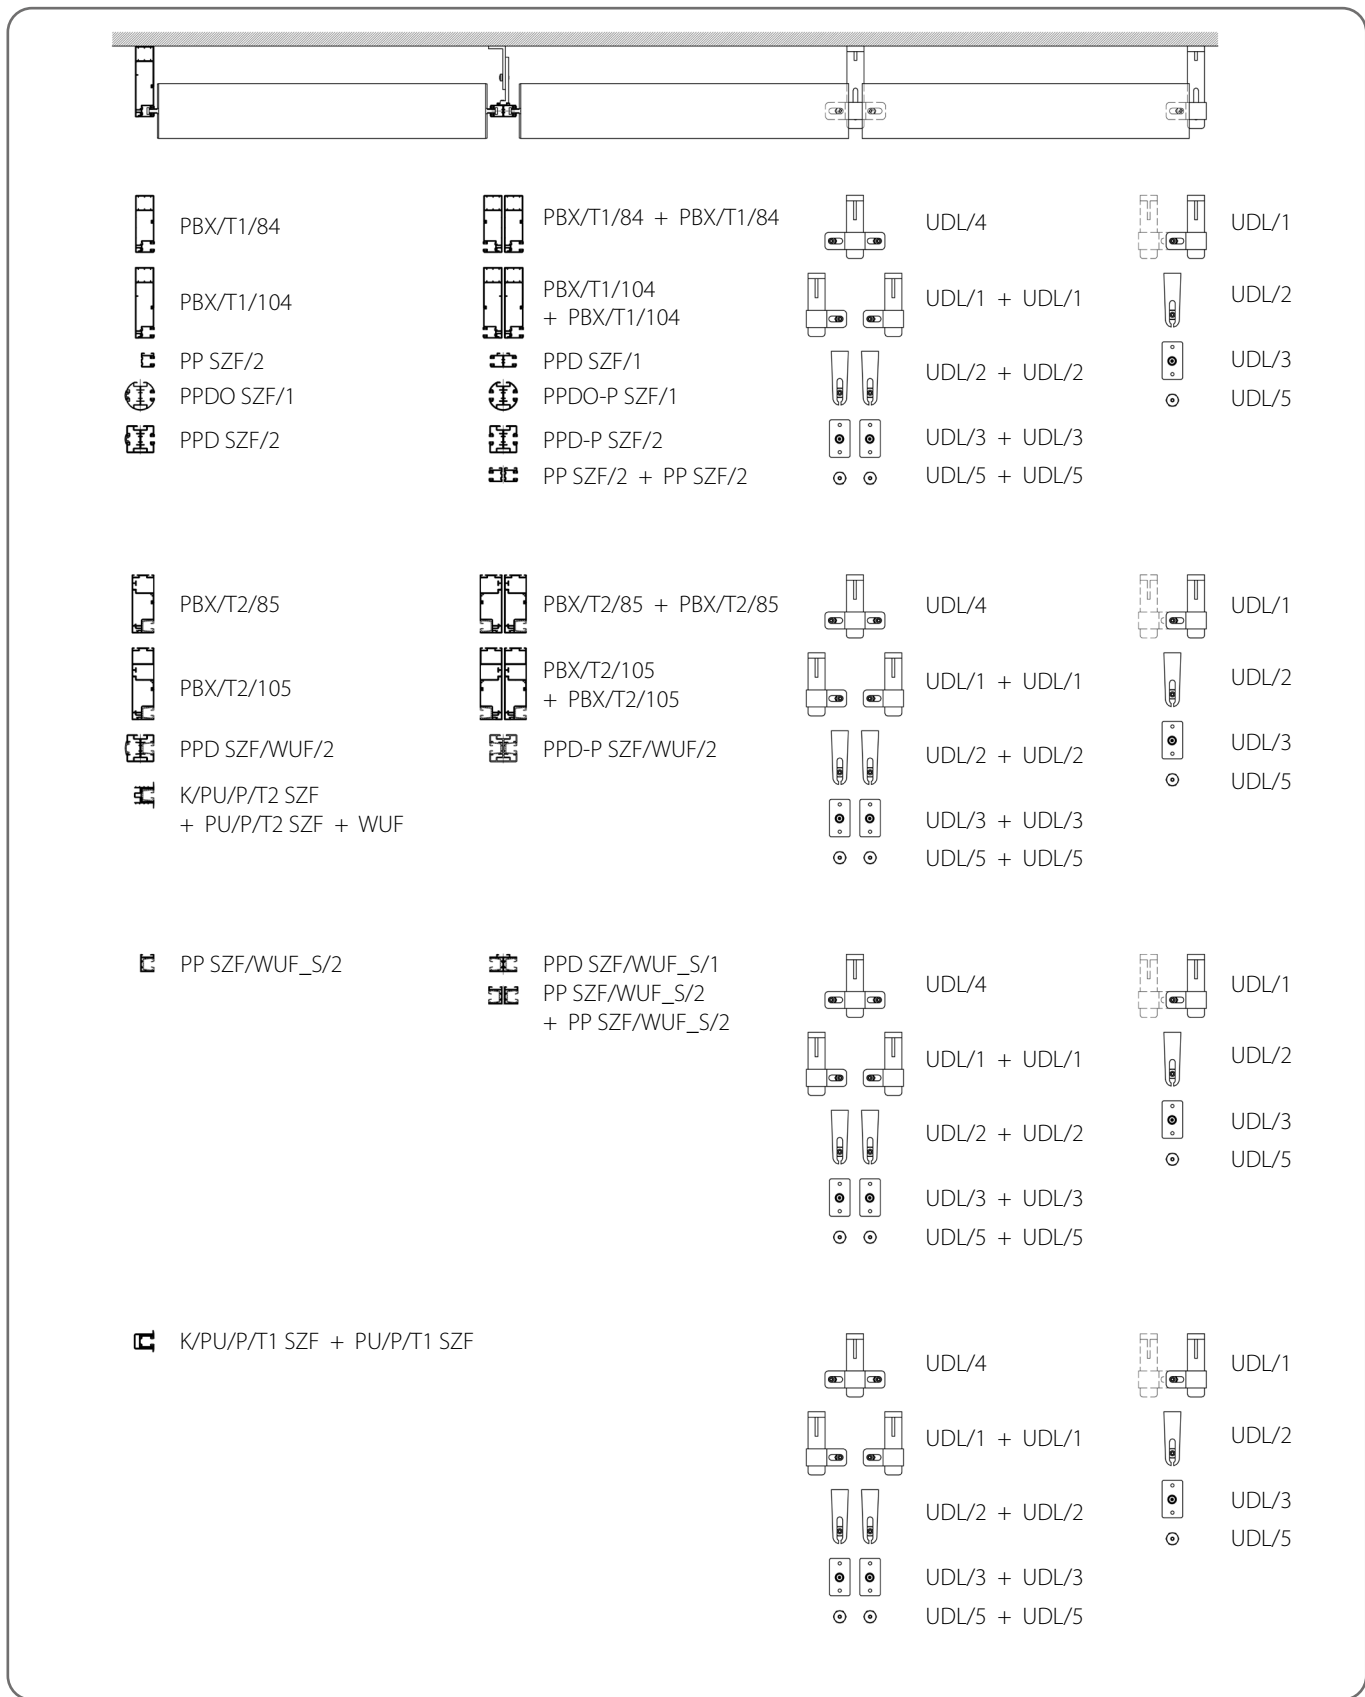 PBX/T1/84
PBX/T1/104
PP SZF/2
PPDO SZF/1
PPD SZF/2
PBX/T1/84 + PBX/T1/84
PBX/T1/104
+ PBX/T1/104
PPD SZF/1
PPDO-P SZF/1
PPD-P SZF/2
PP SZF/2 + PP SZF/2
UDL/4
UDL/1 + UDL/1
UDL/2 + UDL/2
UDL/3 + UDL/3
UDL/5 + UDL/5
UDL/1
UDL/2
UDL/3
UDL/5
PBX/T2/85
PBX/T2/105
PPD SZF/WUF/2
K/PU/P/T2 SZF
+ PU/P/T2 SZF + WUF
PBX/T2/85 + PBX/T2/85
PBX/T2/105
+ PBX/T2/105
PPD-P SZF/WUF/2
UDL/4
UDL/1 + UDL/1
UDL/2 + UDL/2
UDL/3 + UDL/3
UDL/5 + UDL/5
UDL/1
UDL/2
UDL/3
UDL/5
PP SZF/WUF_S/2
PPD SZF/WUF_S/1
PP SZF/WUF_S/2
+ PP SZF/WUF_S/2
UDL/4
UDL/1 + UDL/1
UDL/2 + UDL/2
UDL/3 + UDL/3
UDL/5 + UDL/5
UDL/1
UDL/2
UDL/3
UDL/5
K/PU/P/T1 SZF + PU/P/T1 SZF
UDL/4
UDL/1 + UDL/1
UDL/2 + UDL/2
UDL/3 + UDL/3
UDL/5 + UDL/5
UDL/1
UDL/2
UDL/3
UDL/5